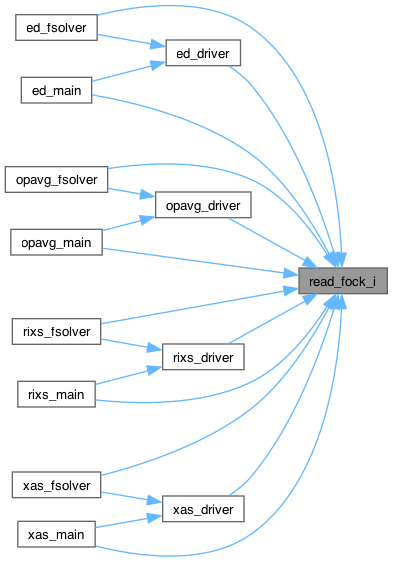 ed_fsolver
ed_driver
ed_main
opavg_fsolver
opavg_driver
opavg_main
read_fock_i
rixs_fsolver
rixs_driver
rixs_main
xas_fsolver
xas_driver
xas_main